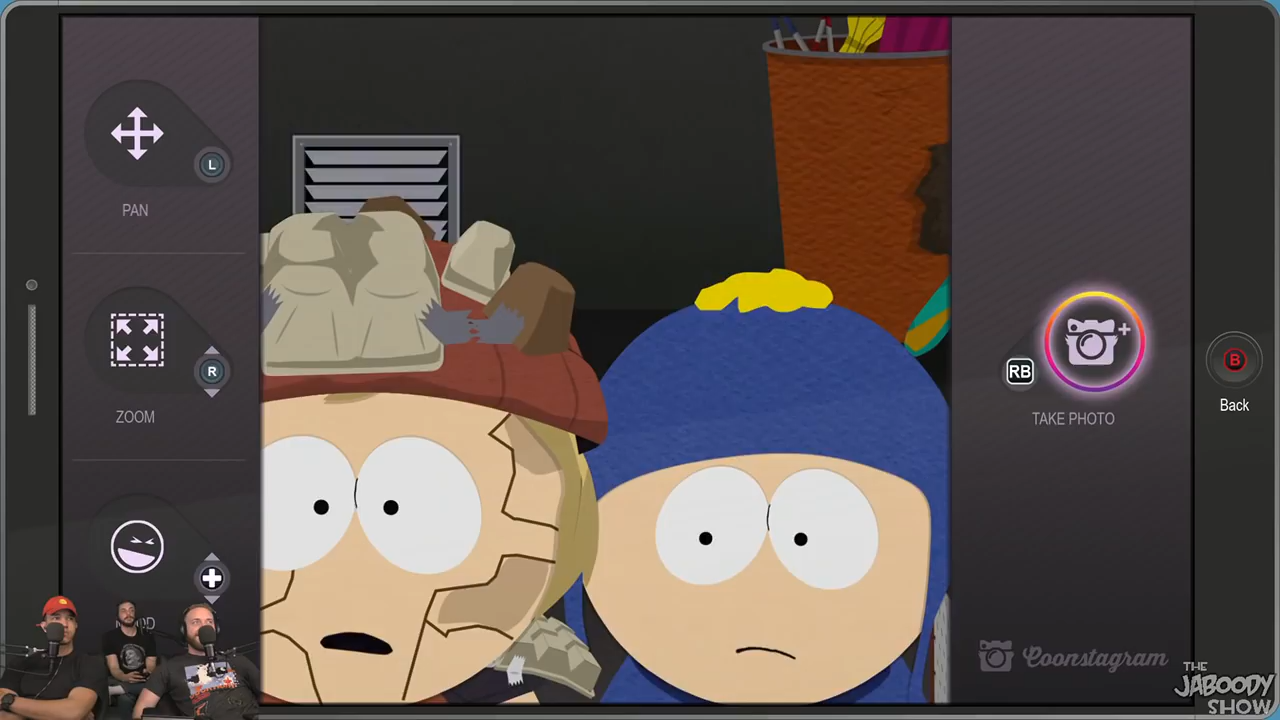 PAN
L
ZOOM
R
RB
TAKE PHOTO
B
Back
Coonstagram
THE
JABOODY
SHOW